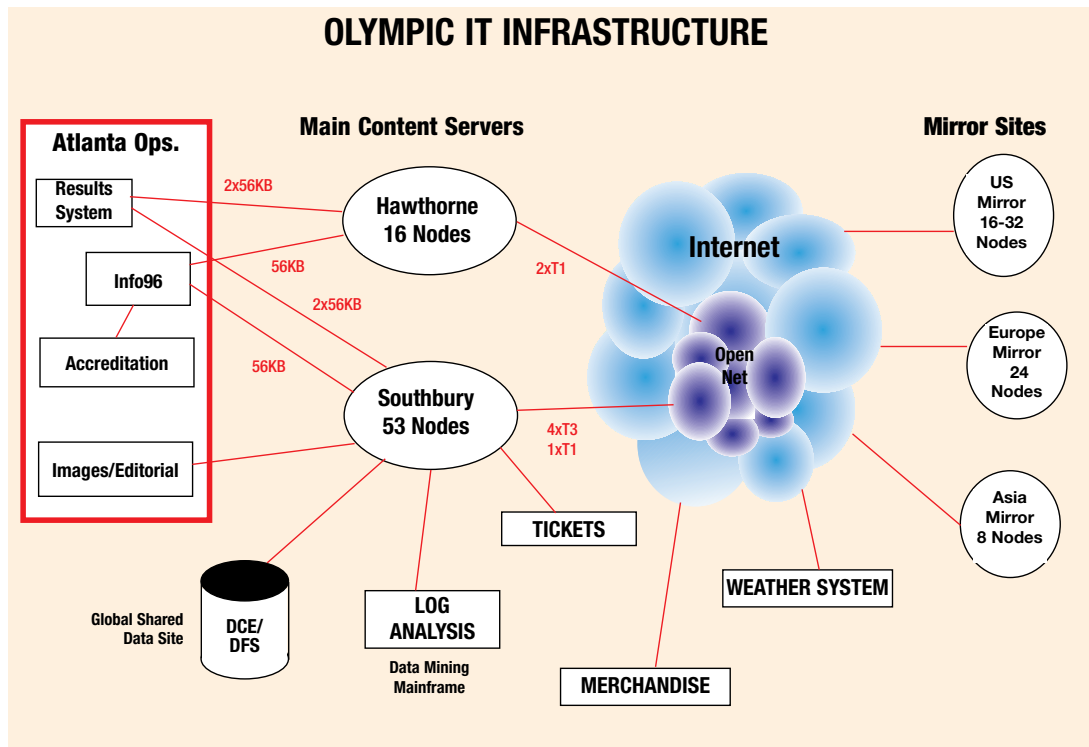 OLYMPIC IT INFRASTRUCTURE
Main Content Servers
Mirror Sites
Atlanta Ops.
Results
System
Info96
Accreditation
Images/Editorial
2x56KB
56KB
2x56KB
56KB
Hawthorne
16 Nodes
Southbury
53 Nodes
2xT1
4xT3
1xT1
Internet
Open
Net
US
Mirror
16-32
Nodes
Europe
Mirror
24
Nodes
Asia
Mirror
8 Nodes
TICKETS
WEATHER SYSTEM
Global Shared
Data Site
DCE/
DFS
LOG
ANALYSIS
Data Mining
Mainframe
MERCHANDISE